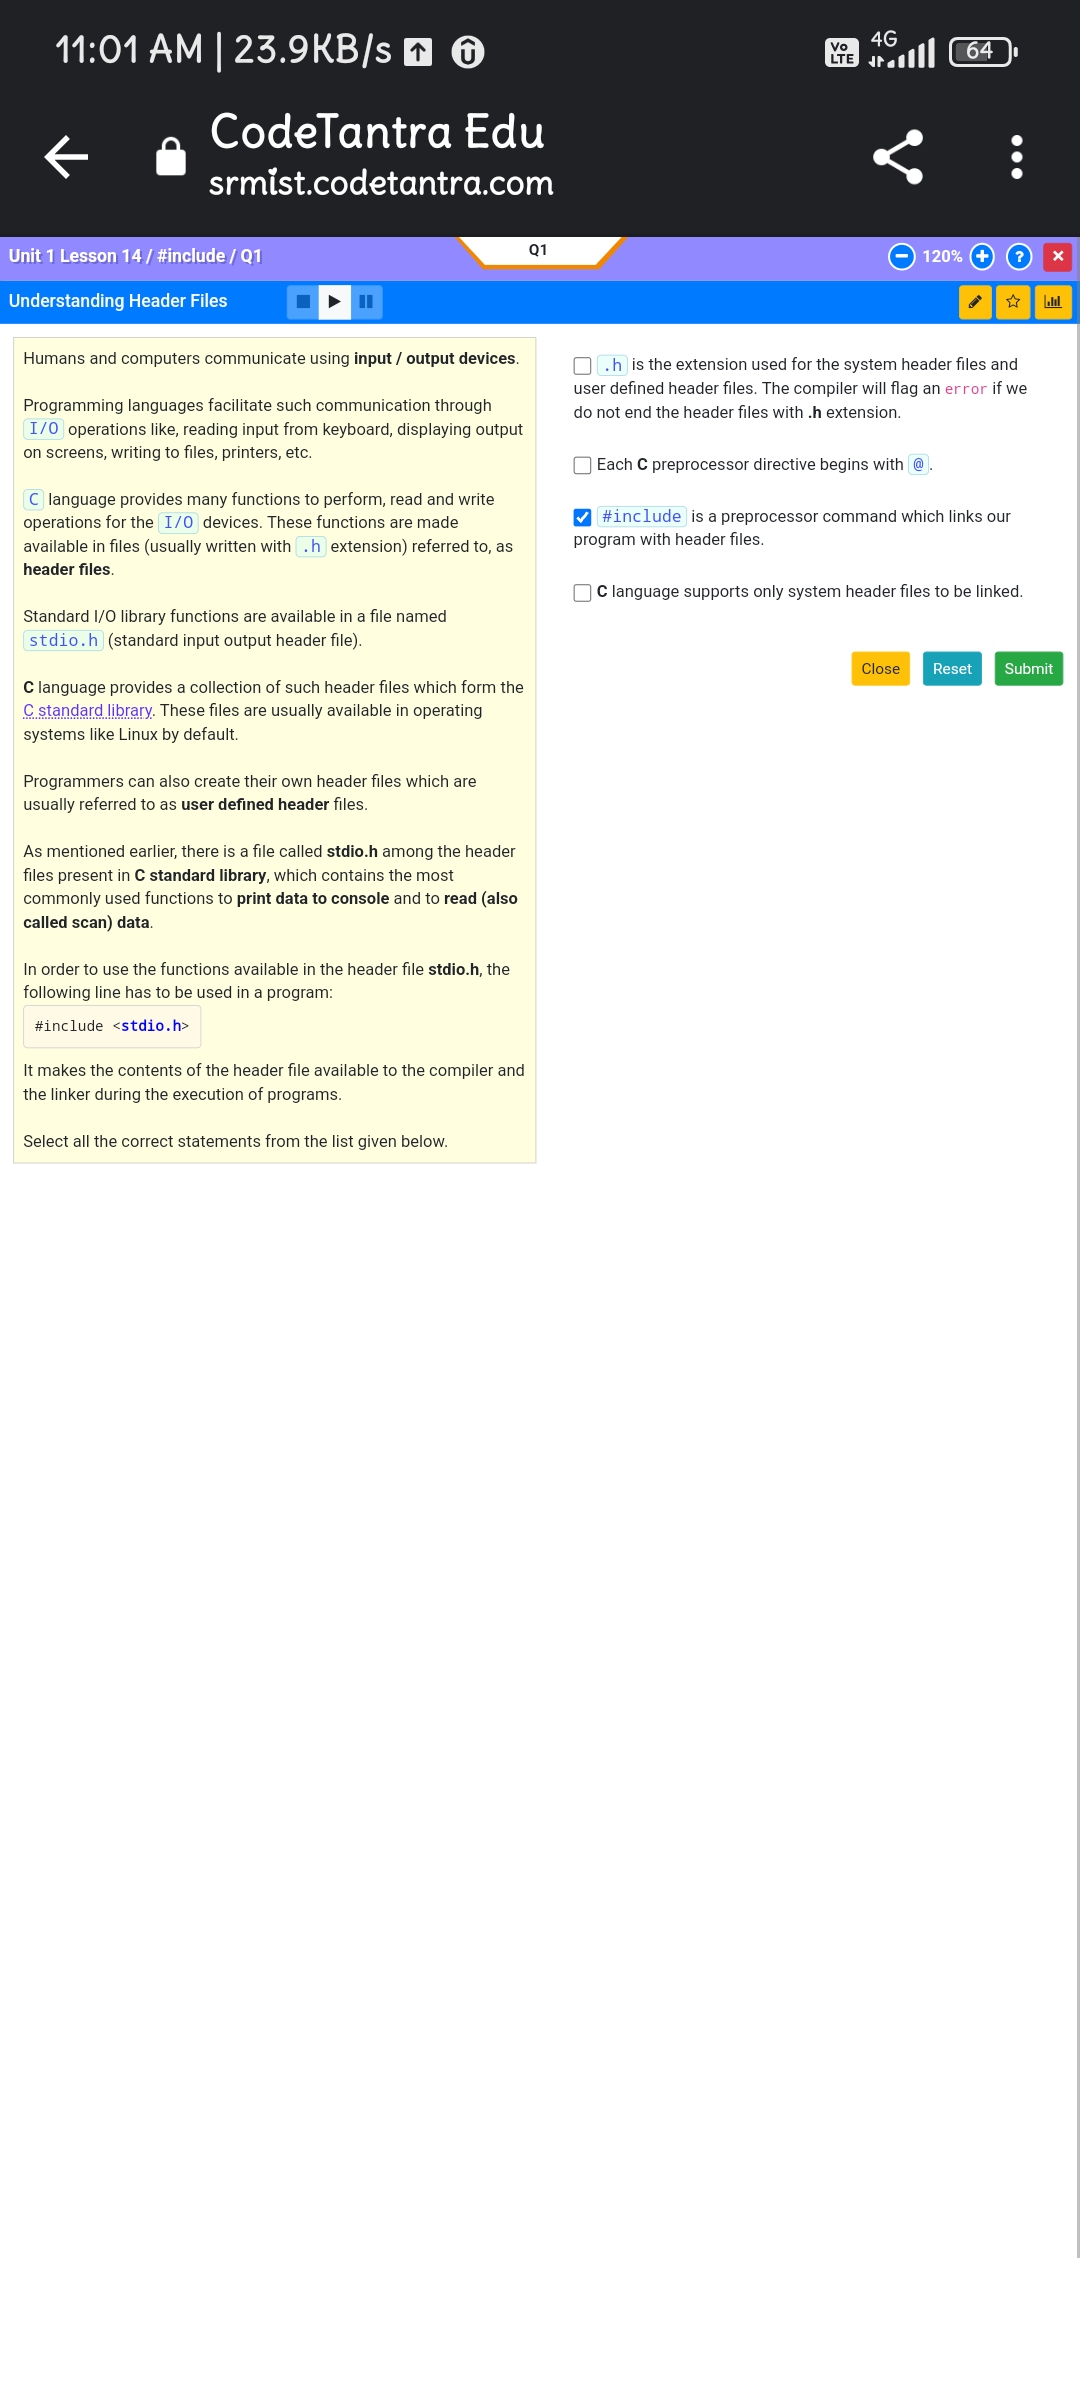 11:01 AM | 23.9KB/s
Vo LTE 4G 64
CodeTantra Edu
srmist.codetantra.com
Unit 1 Lesson 14 / #include / Q1
Q1
120%
Understanding Header Files
Humans and computers communicate using input / output devices.
Programming languages facilitate such communication through
I/O operations like, reading input from keyboard, displaying output
on screens, writing to files, printers, etc.
C language provides many functions to perform, read and write
operations for the I/O devices. These functions are made
available in files (usually written with .h extension) referred to, as
header files.
Standard I/O library functions are available in a file named
stdio.h (standard input output header file).
C language provides a collection of such header files which form the
C standard library. These files are usually available in operating
systems like Linux by default.
Programmers can also create their own header files which are
usually referred to as user defined header files.
As mentioned earlier, there is a file called stdio.h among the header
files present in C standard library, which contains the most
commonly used functions to print data to console and to read (also
called scan) data.
In order to use the functions available in the header file stdio.h, the
following line has to be used in a program:
#include <stdio.h>
It makes the contents of the header file available to the compiler and
the linker during the execution of programs.
Select all the correct statements from the list given below.
.h is the extension used for the system header files and
user defined header files. The compiler will flag an error if we
do not end the header files with .h extension.
Each C preprocessor directive begins with @.
#include is a preprocessor command which links our
program with header files.
C language supports only system header files to be linked.
Close Reset Submit